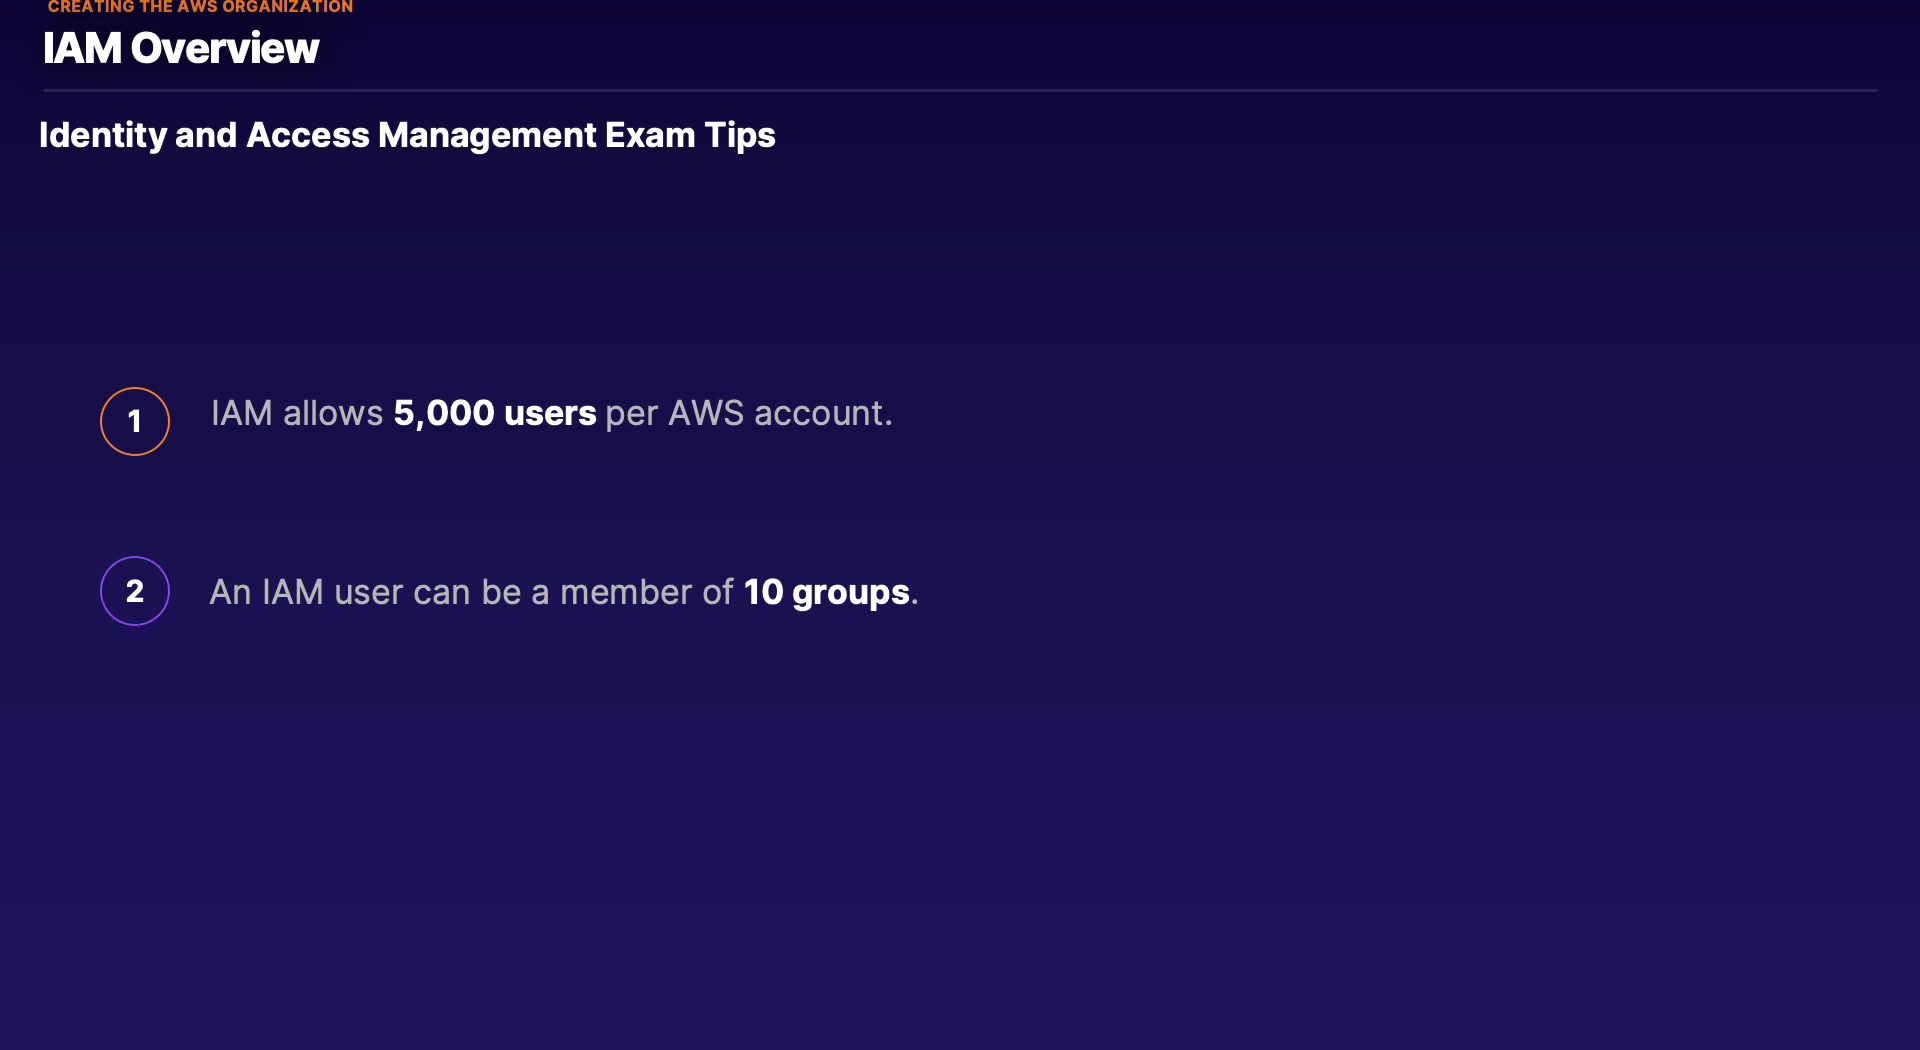 CREATING THE AWS ORGANIZATION
IAM Overview
Identity and Access Management Exam Tips
1 IAM allows 5,000 users per AWS account.
2 An IAM user can be a member of 10 groups.